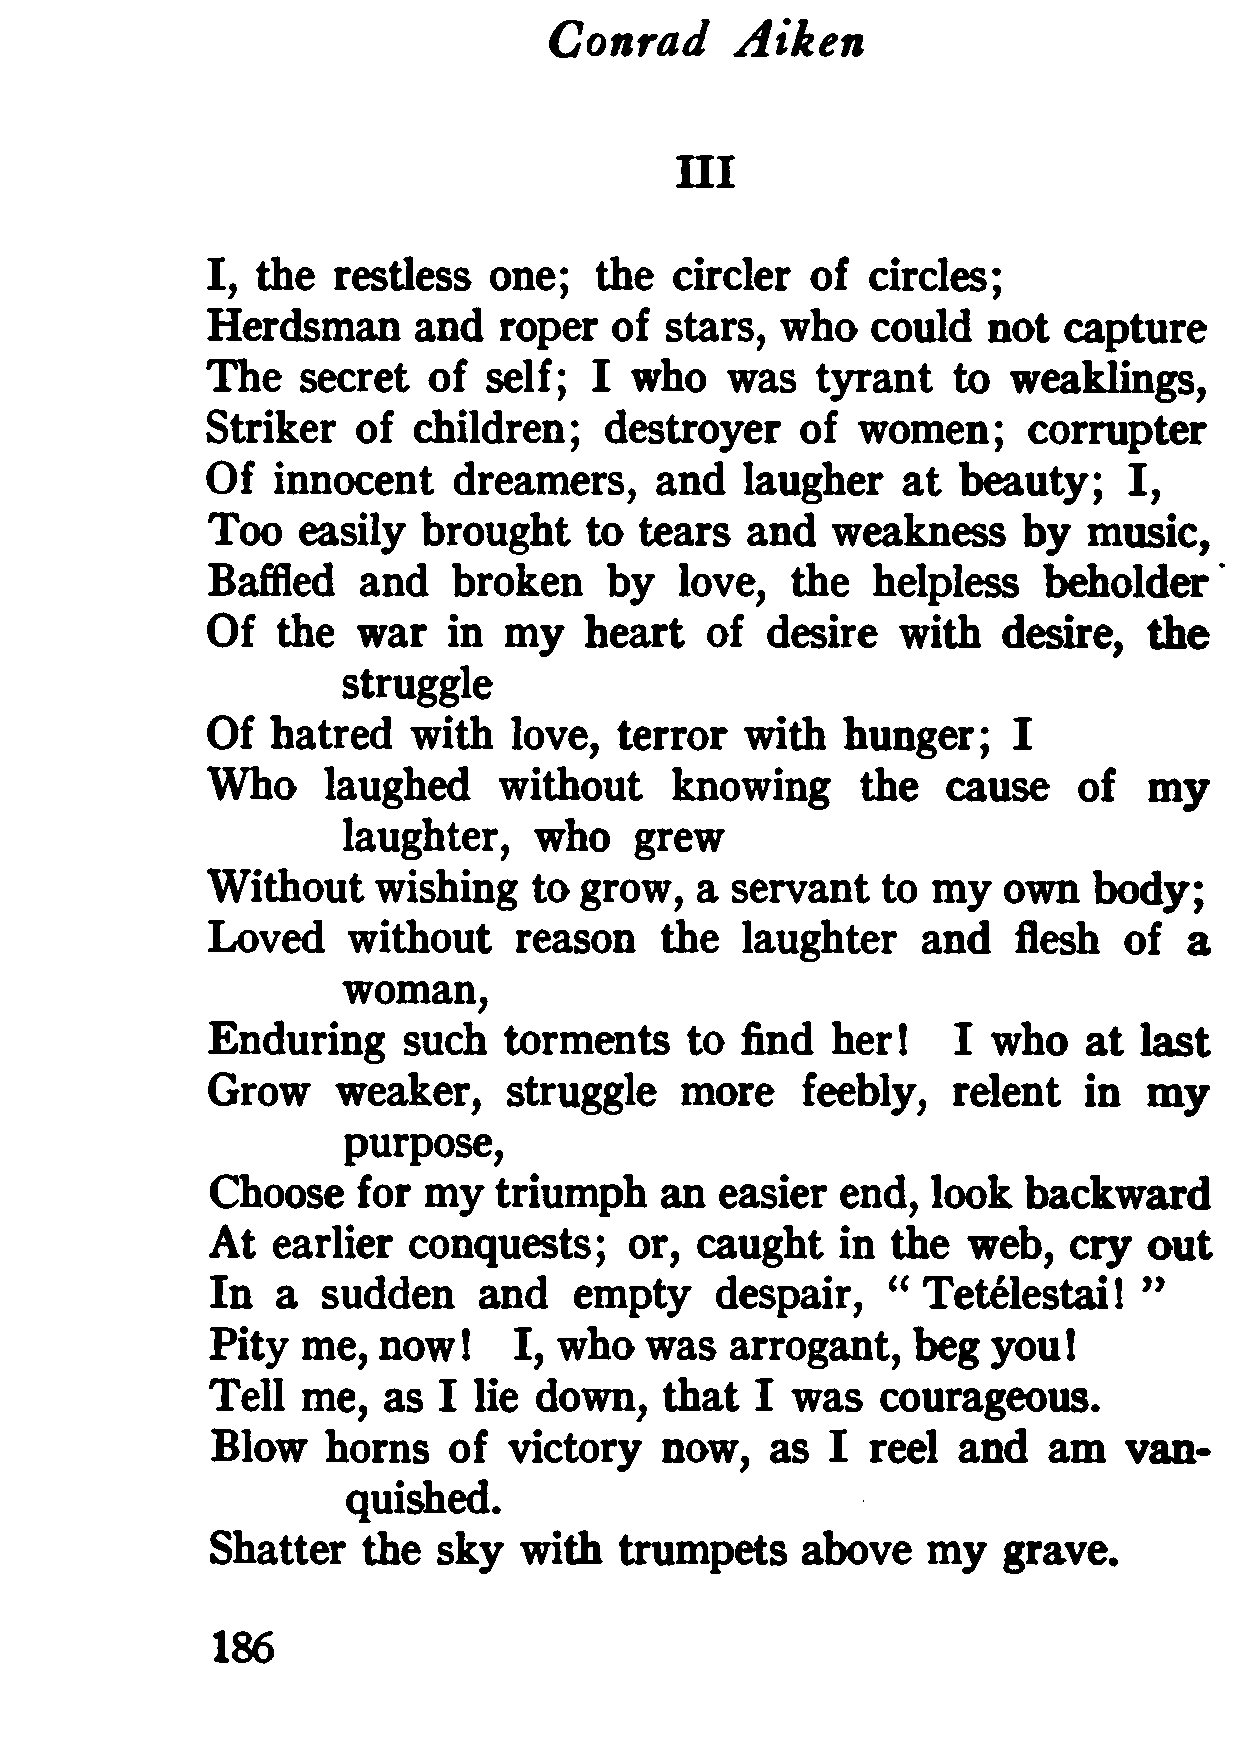 Conrad Aiken
III
I, the restless one; the circler of circles;
Herdsman and roper of stars, who could not capture
The secret of self; I who was tyrant to weaklings,
Striker of children; destroyer of women; corrupter
Of innocent dreamers, and laugher at beauty; I,
Too easily brought to tears and weakness by music,
Baffled and broken by love, the helpless beholder
Of the war in my heart of desire with desire, the
struggle
Of hatred with love, terror with hunger; I
Who laughed without knowing the cause of my
laughter, who grew
Without wishing to grow, a servant to my own body;
Loved without reason the laughter and flesh of a
woman,
Enduring such torments to find her! I who at last
Grow weaker, struggle more feebly, relent in my
purpose,
Choose for my triumph an easier end, look backward
At earlier conquests; or, caught in the web, cry out
In a sudden and empty despair, “ Tetélestai! ”
Pity me, now! I, who was arrogant, beg you!
Tell me, as I lie down, that I was courageous.
Blow horns of victory now, as I reel and am van-
quished.
Shatter the sky with trumpets above my grave.
186